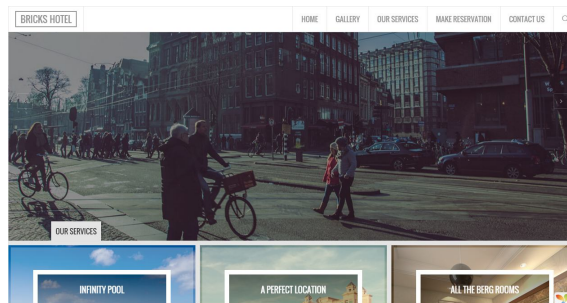 BRICKS HOTEL
HOME GALLERY OUR SERVICES MAKE RESERVATION CONTACT US
OUR SERVICES
INFINITY POOL
A PERFECT LOCATION
ALL THE BERG ROOMS